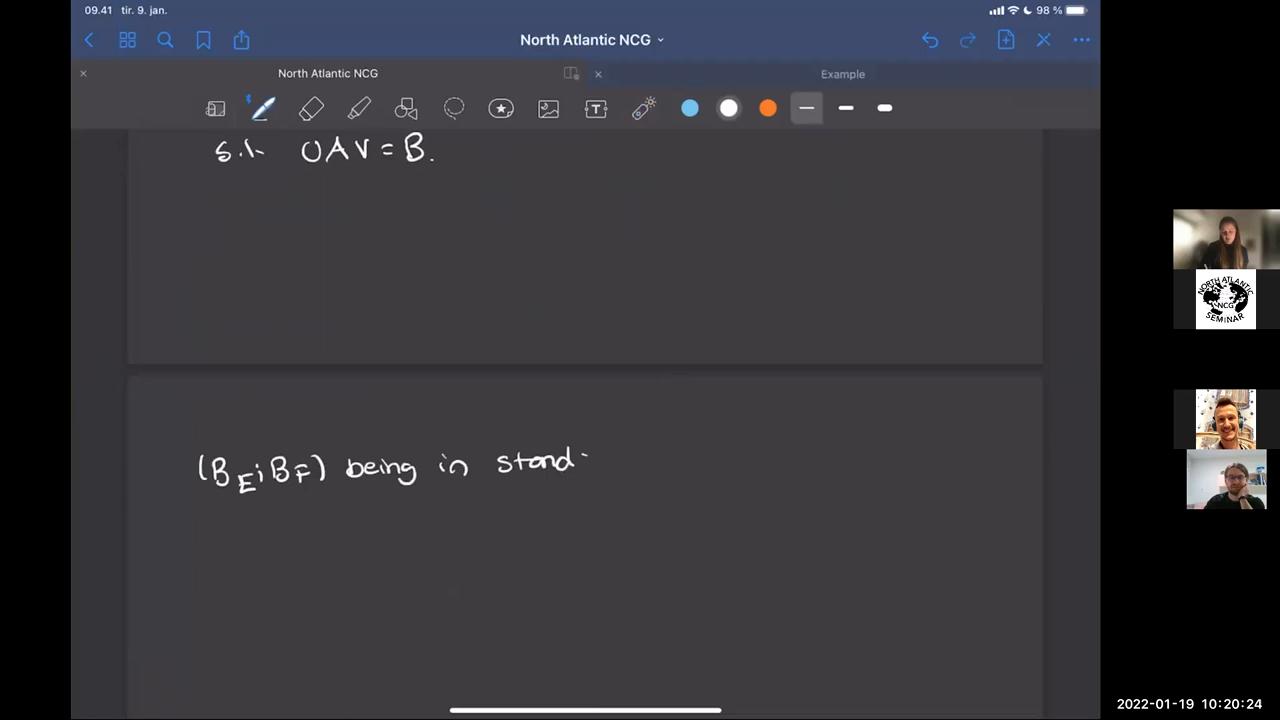 09.41 tir. 9. jan.
98 %
North Atlantic NCG
North Atlantic NCG
Example
s.t. UAV = B.
(B_E, B_F) being in stand-
NORTH ATLANTIC
NCG
SEMINAR
2022-01-19 10:20:24